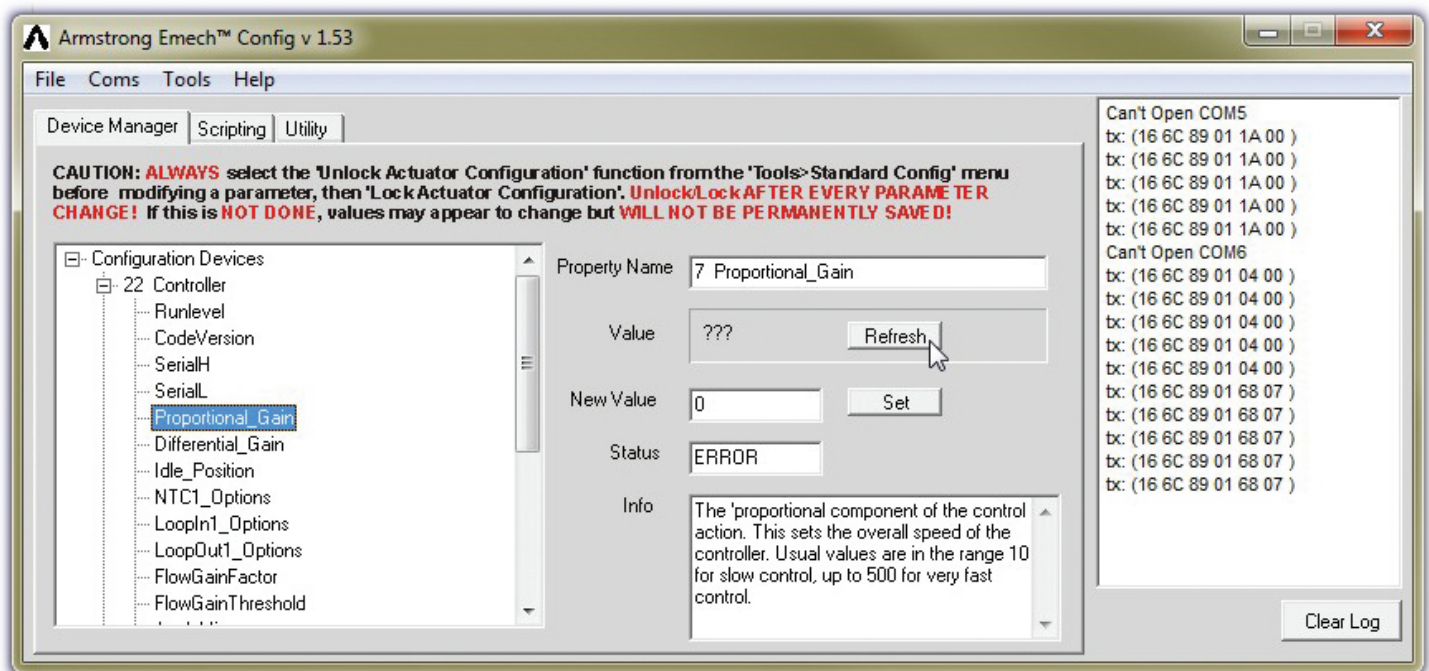 Armstrong Emech™ Config v 1.53
File Coms Tools Help
Device Manager Scripting Utility
CAUTION: ALWAYS select the 'Unlock Actuator Configuration' function from the 'Tools>Standard Config' menu
before modifying a parameter, then 'Lock Actuator Configuration'. Unlock/Lock AFTER EVERY PARAMETER
CHANGE! If this is NOT DONE, values may appear to change but WILL NOT BE PERMANENTLY SAVED!
Configuration Devices
22 Controller
Runlevel
CodeVersion
SerialH
SerialL
Proportional_Gain
Differential_Gain
Idle_Position
NTC1_Options
LoopIn1_Options
LoopOut1_Options
FlowGainFactor
FlowGainThreshold
Property Name 7 Proportional_Gain
Value ??? Refresh
New Value 0 Set
Status ERROR
Info
The 'proportional component of the control
action. This sets the overall speed of the
controller. Usual values are in the range 10
for slow control, up to 500 for very fast
control.
Can't Open COM5
tx: (16 6C 89 01 1A 00 )
tx: (16 6C 89 01 1A 00 )
tx: (16 6C 89 01 1A 00 )
tx: (16 6C 89 01 1A 00 )
tx: (16 6C 89 01 1A 00 )
Can't Open COM6
tx: (16 6C 89 01 04 00 )
tx: (16 6C 89 01 04 00 )
tx: (16 6C 89 01 04 00 )
tx: (16 6C 89 01 04 00 )
tx: (16 6C 89 01 04 00 )
tx: (16 6C 89 01 68 07 )
tx: (16 6C 89 01 68 07 )
tx: (16 6C 89 01 68 07 )
tx: (16 6C 89 01 68 07 )
tx: (16 6C 89 01 68 07 )
Clear Log